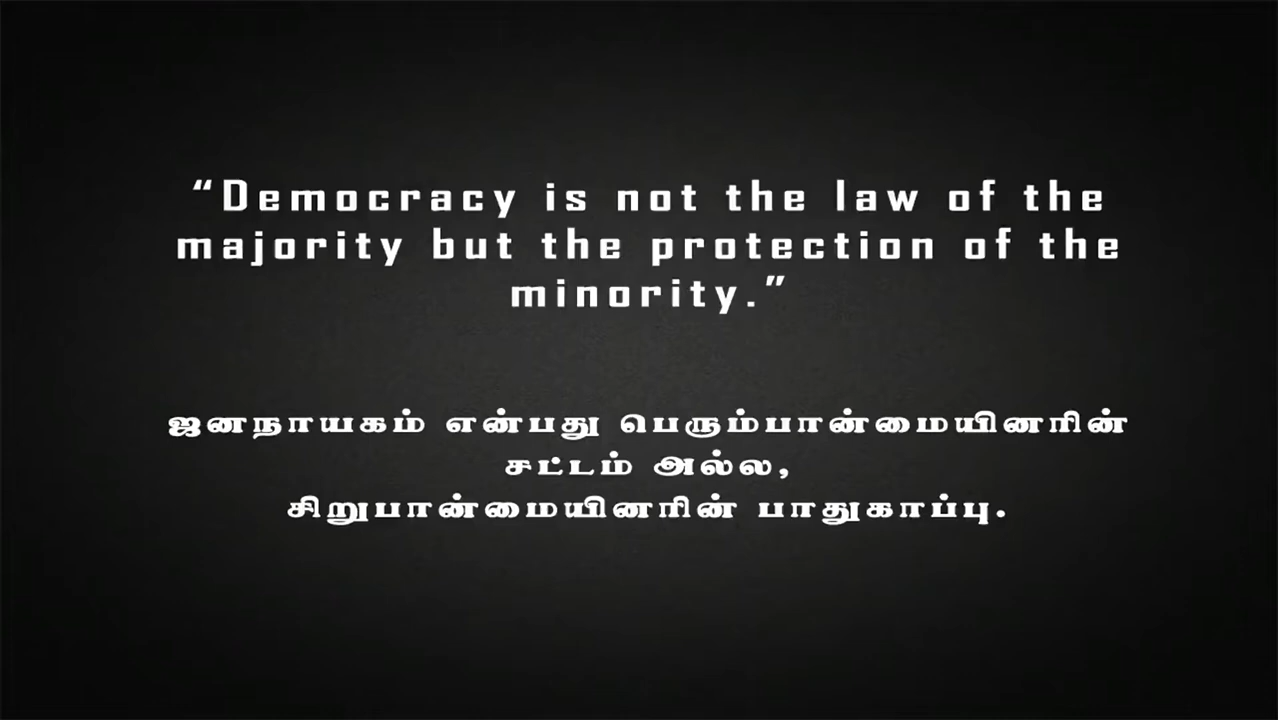 “Democracy is not the law of the
majority but the protection of the
minority.”
ஜனநாயகம் என்பது பெரும்பான்மையினரின்
சட்டம் அல்ல,
சிறுபான்மையினரின் பாதுகாப்பு.